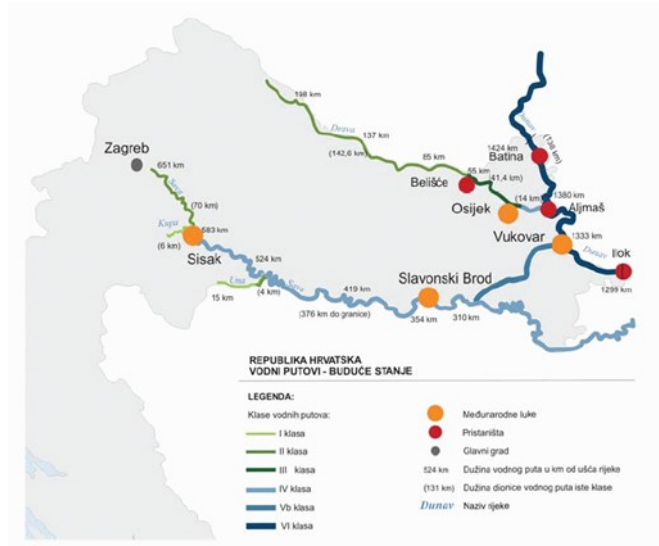 198 km
Drava
137 km
(142,6 km)
85 km
Dunav
(138 km)
1424 km
Batina
Zagreb
651 km
Sava
(70 km)
Kupa
(6 km)
583 km
Sisak
55 km
(41,4 km)
Belišće
(14 km)
1380 km
Aljmaš
Osijek
Vukovar
1333 km
Dunav
Ilok
1299 km
524 km
Una
15 km
(4 km)
Sava
419 km
(376 km do granice)
Slavonski Brod
354 km
310 km
REPUBLIKA HRVATSKA
VODNI PUTOVI - BUDUĆE STANJE
LEGENDA:
Klase vodnih putova:
I klasa
II klasa
III klasa
IV klasa
Vb klasa
VI klasa
Međunarodne luke
Pristaništa
Glavni grad
524 km Dužina vodnog puta u km od ušća rijeke
(131 km) Dužina dionice vodnog puta iste klase
Dunav Naziv rijeke